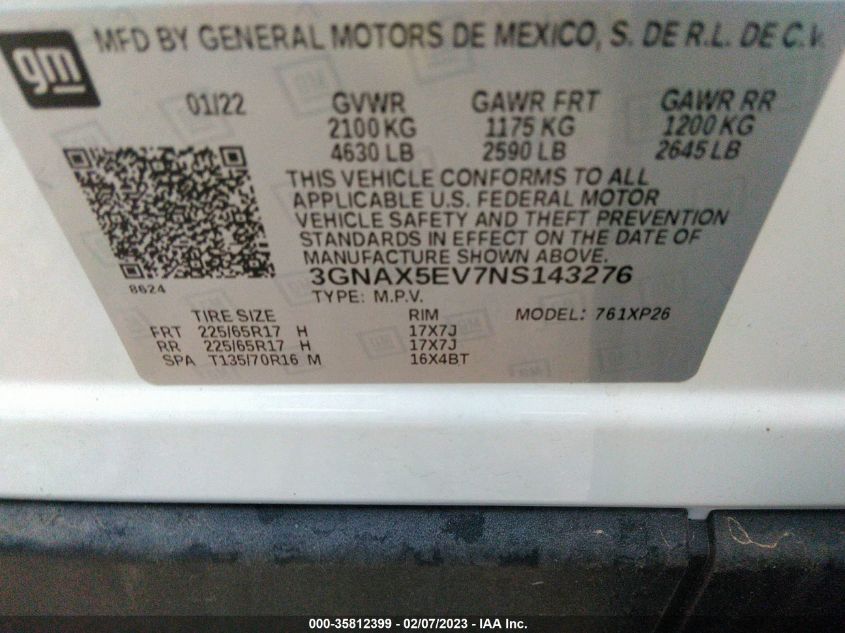 gm
MFD BY GENERAL MOTORS DE MEXICO, S. DE R.L. DE C.V.
01/22 GVWR GAWR FRT GAWR RR
2100 KG 1175 KG 1200 KG
4630 LB 2590 LB 2645 LB
THIS VEHICLE CONFORMS TO ALL
APPLICABLE U.S. FEDERAL MOTOR
VEHICLE SAFETY AND THEFT PREVENTION
STANDARDS IN EFFECT ON THE DATE OF
MANUFACTURE SHOWN ABOVE.
3GNAX5EV7NS143276
8624
TYPE: M.P.V.
TIRE SIZE RIM MODEL: 761XP26
FRT 225/65R17 H 17X7J
RR 225/65R17 H 17X7J
SPA T135/70R16 M 16X4BT
000-35812399 - 02/07/2023 - IAA Inc.